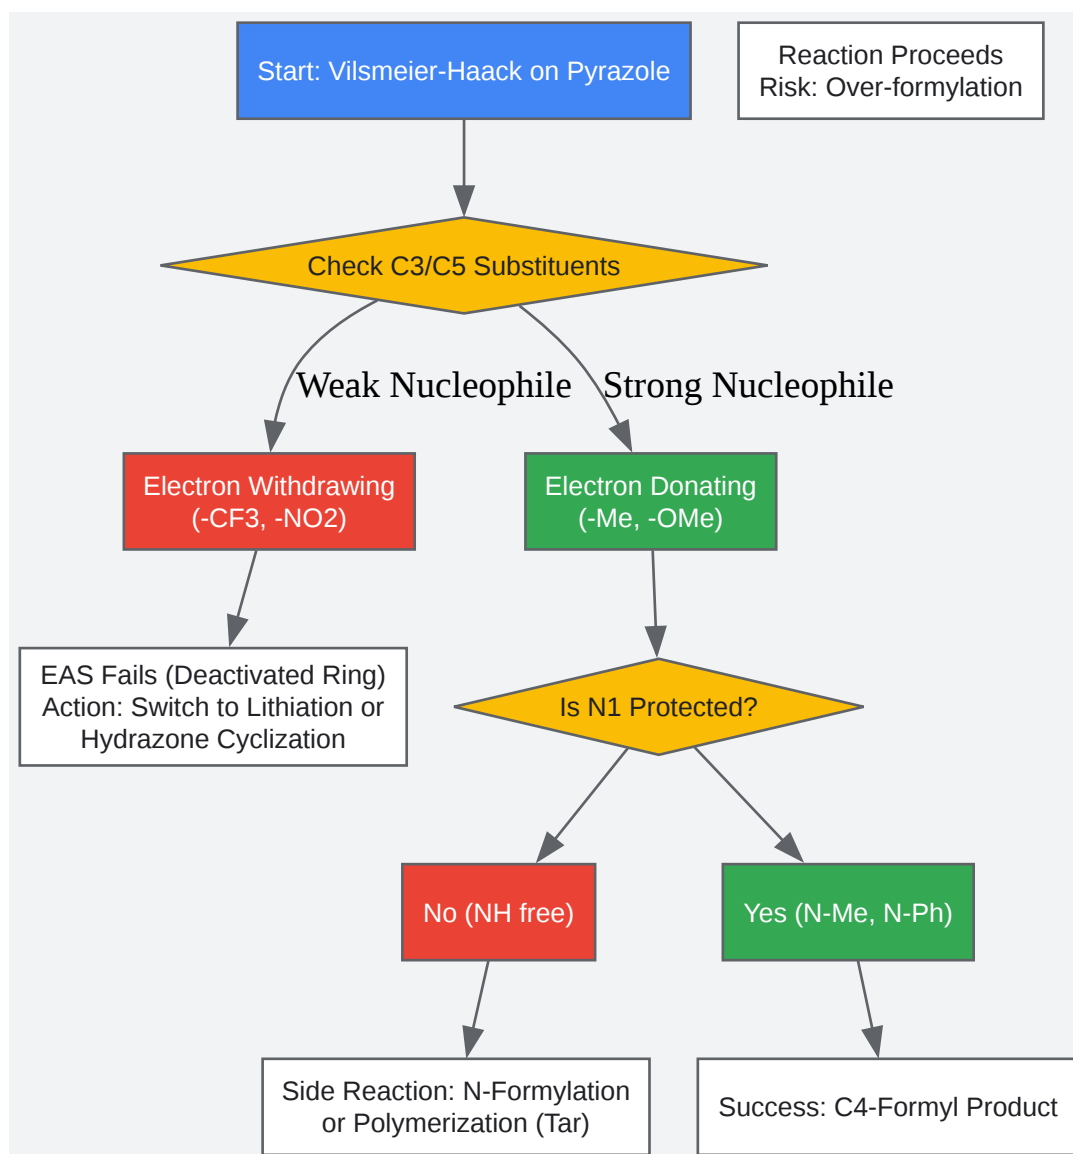 Start: Vilsmeier-Haack on Pyrazole
Reaction Proceeds
Risk: Over-formylation
Check C3/C5 Substituents
Weak Nucleophile
Strong Nucleophile
Electron Withdrawing
(-CF3, -NO2)
Electron Donating
(-Me, -OMe)
EAS Fails (Deactivated Ring)
Action: Switch to Lithiation or
Hydrazone Cyclization
Is N1 Protected?
No (NH free)
Yes (N-Me, N-Ph)
Side Reaction: N-Formylation
or Polymerization (Tar)
Success: C4-Formyl Product